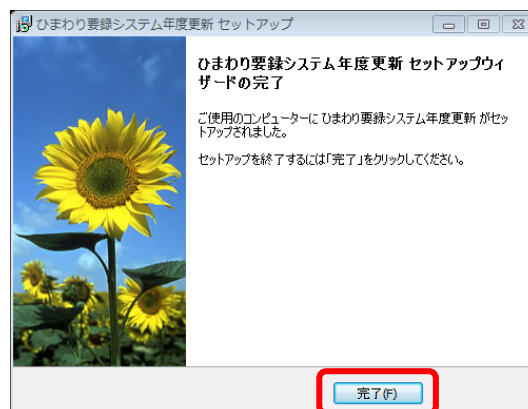 ひまわり要録システム年度更新 セットアップ
ひまわり要録システム年度更新 セットアップウィ
ザードの完了
ご使用のコンピューターに ひまわり要録システム年度更新 がセッ
トアップされました。
セットアップを終了するには「完了」をクリックしてください。
完了(F)